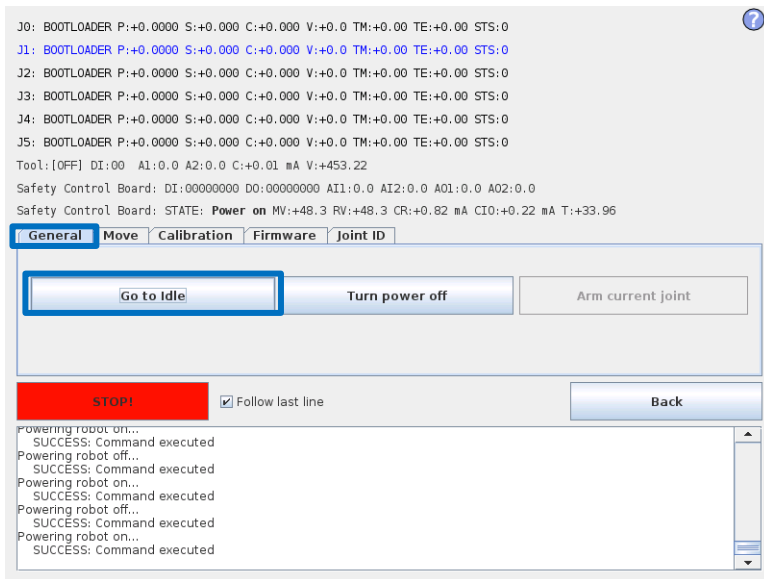 ?
J0: BOOTLOADER P:+0.0000 S:+0.000 C:+0.000 V:+0.0 TM:+0.00 TE:+0.00 STS:0
J1: BOOTLOADER P:+0.0000 S:+0.000 C:+0.000 V:+0.0 TM:+0.00 TE:+0.00 STS:0
J2: BOOTLOADER P:+0.0000 S:+0.000 C:+0.000 V:+0.0 TM:+0.00 TE:+0.00 STS:0
J3: BOOTLOADER P:+0.0000 S:+0.000 C:+0.000 V:+0.0 TM:+0.00 TE:+0.00 STS:0
J4: BOOTLOADER P:+0.0000 S:+0.000 C:+0.000 V:+0.0 TM:+0.00 TE:+0.00 STS:0
J5: BOOTLOADER P:+0.0000 S:+0.000 C:+0.000 V:+0.0 TM:+0.00 TE:+0.00 STS:0
Tool:[OFF] DI:00 A1:0.0 A2:0.0 C:+0.01 mA V:+453.22
Safety Control Board: DI:00000000 DO:00000000 AI1:0.0 AI2:0.0 AO1:0.0 AO2:0.0
Safety Control Board: STATE: Power on MV:+48.3 RV:+48.3 CR:+0.82 mA CIO:+0.22 mA T:+33.96
General Move Calibration Firmware Joint ID
Go to Idle Turn power off Arm current joint
STOP! Follow last line Back
Powering robot on...
SUCCESS: Command executed
Powering robot off...
SUCCESS: Command executed
Powering robot on...
SUCCESS: Command executed
Powering robot off...
SUCCESS: Command executed
Powering robot on...
SUCCESS: Command executed